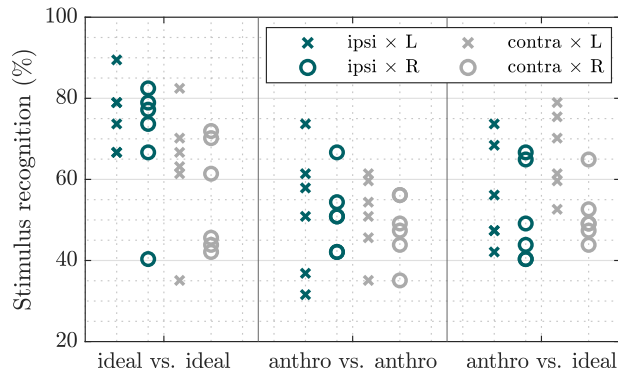 100
80
60
40
20
Stimulus recognition (%)
ipsi × L
contra × L
ipsi × R
contra × R
ideal vs. ideal
anthro vs. anthro
anthro vs. ideal